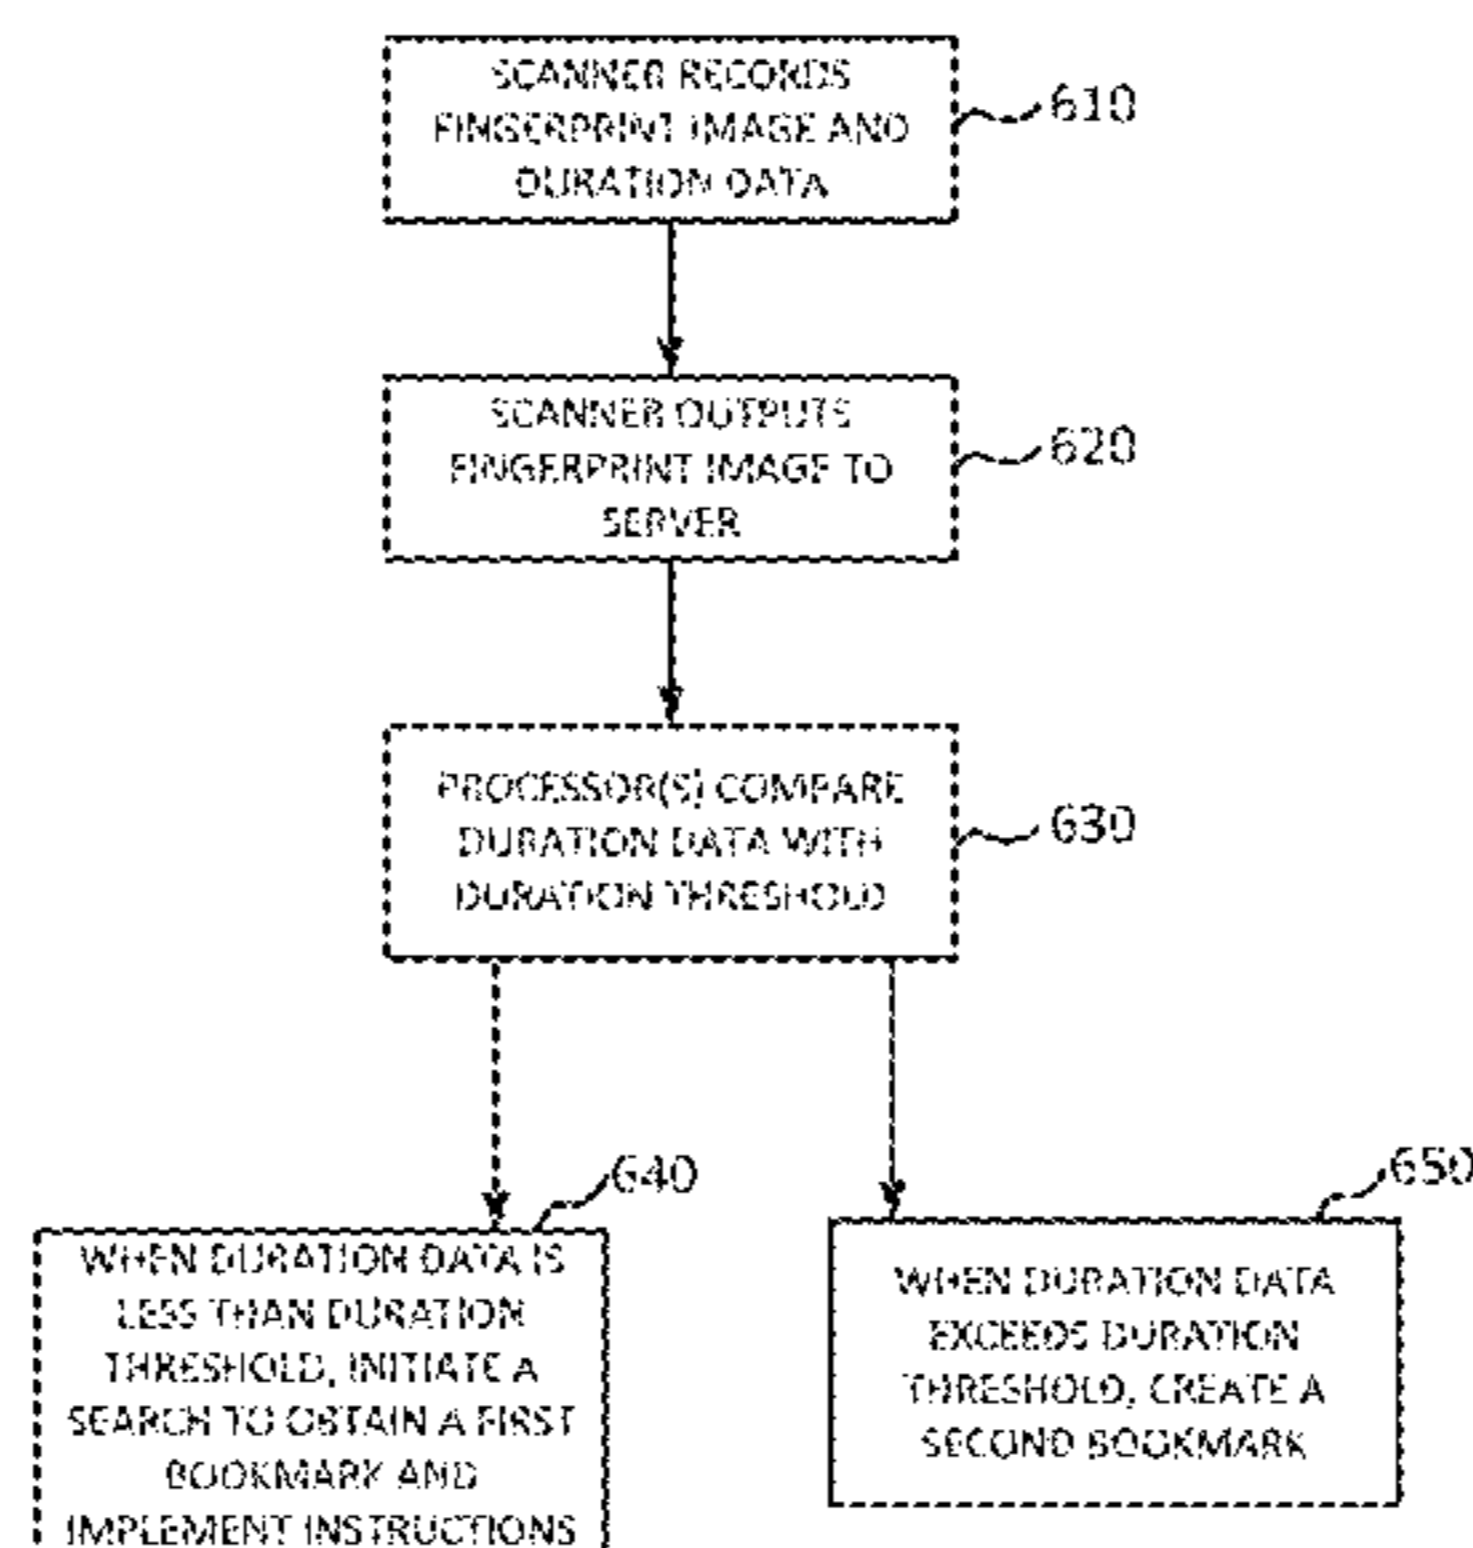 SCANNER RECORDS
FINGERPRINT IMAGE AND
DURATION DATA
610
SCANNER OUTPUTS
FINGERPRINT IMAGE TO
SERVER
620
PROCESSOR(S) COMPARE
DURATION DATA WITH
DURATION THRESHOLD
630
640
WHEN DURATION DATA IS
LESS THAN DURATION
THRESHOLD, INITIATE A
SEARCH TO OBTAIN A FIRST
BOOKMARK AND
IMPLEMENT INSTRUCTIONS
650
WHEN DURATION DATA
EXCEEDS DURATION
THRESHOLD, CREATE A
SECOND BOOKMARK